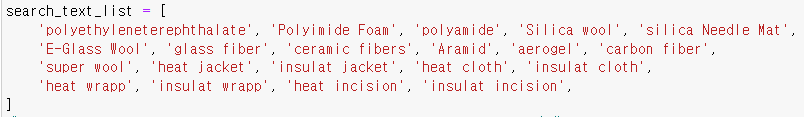 search_text_list = [
'polyethyleneterephthalate', 'Polyimide Foam', 'polyamide', 'Silica wool', 'silica Needle Mat',
'E-Glass Wool', 'glass fiber', 'ceramic fibers', 'Aramid', 'aerogel', 'carbon fiber',
'super wool', 'heat jacket', 'insulat jacket', 'heat cloth', 'insulat cloth',
'heat wrapp', 'insulat wrapp', 'heat incision', 'insulat incision',
]